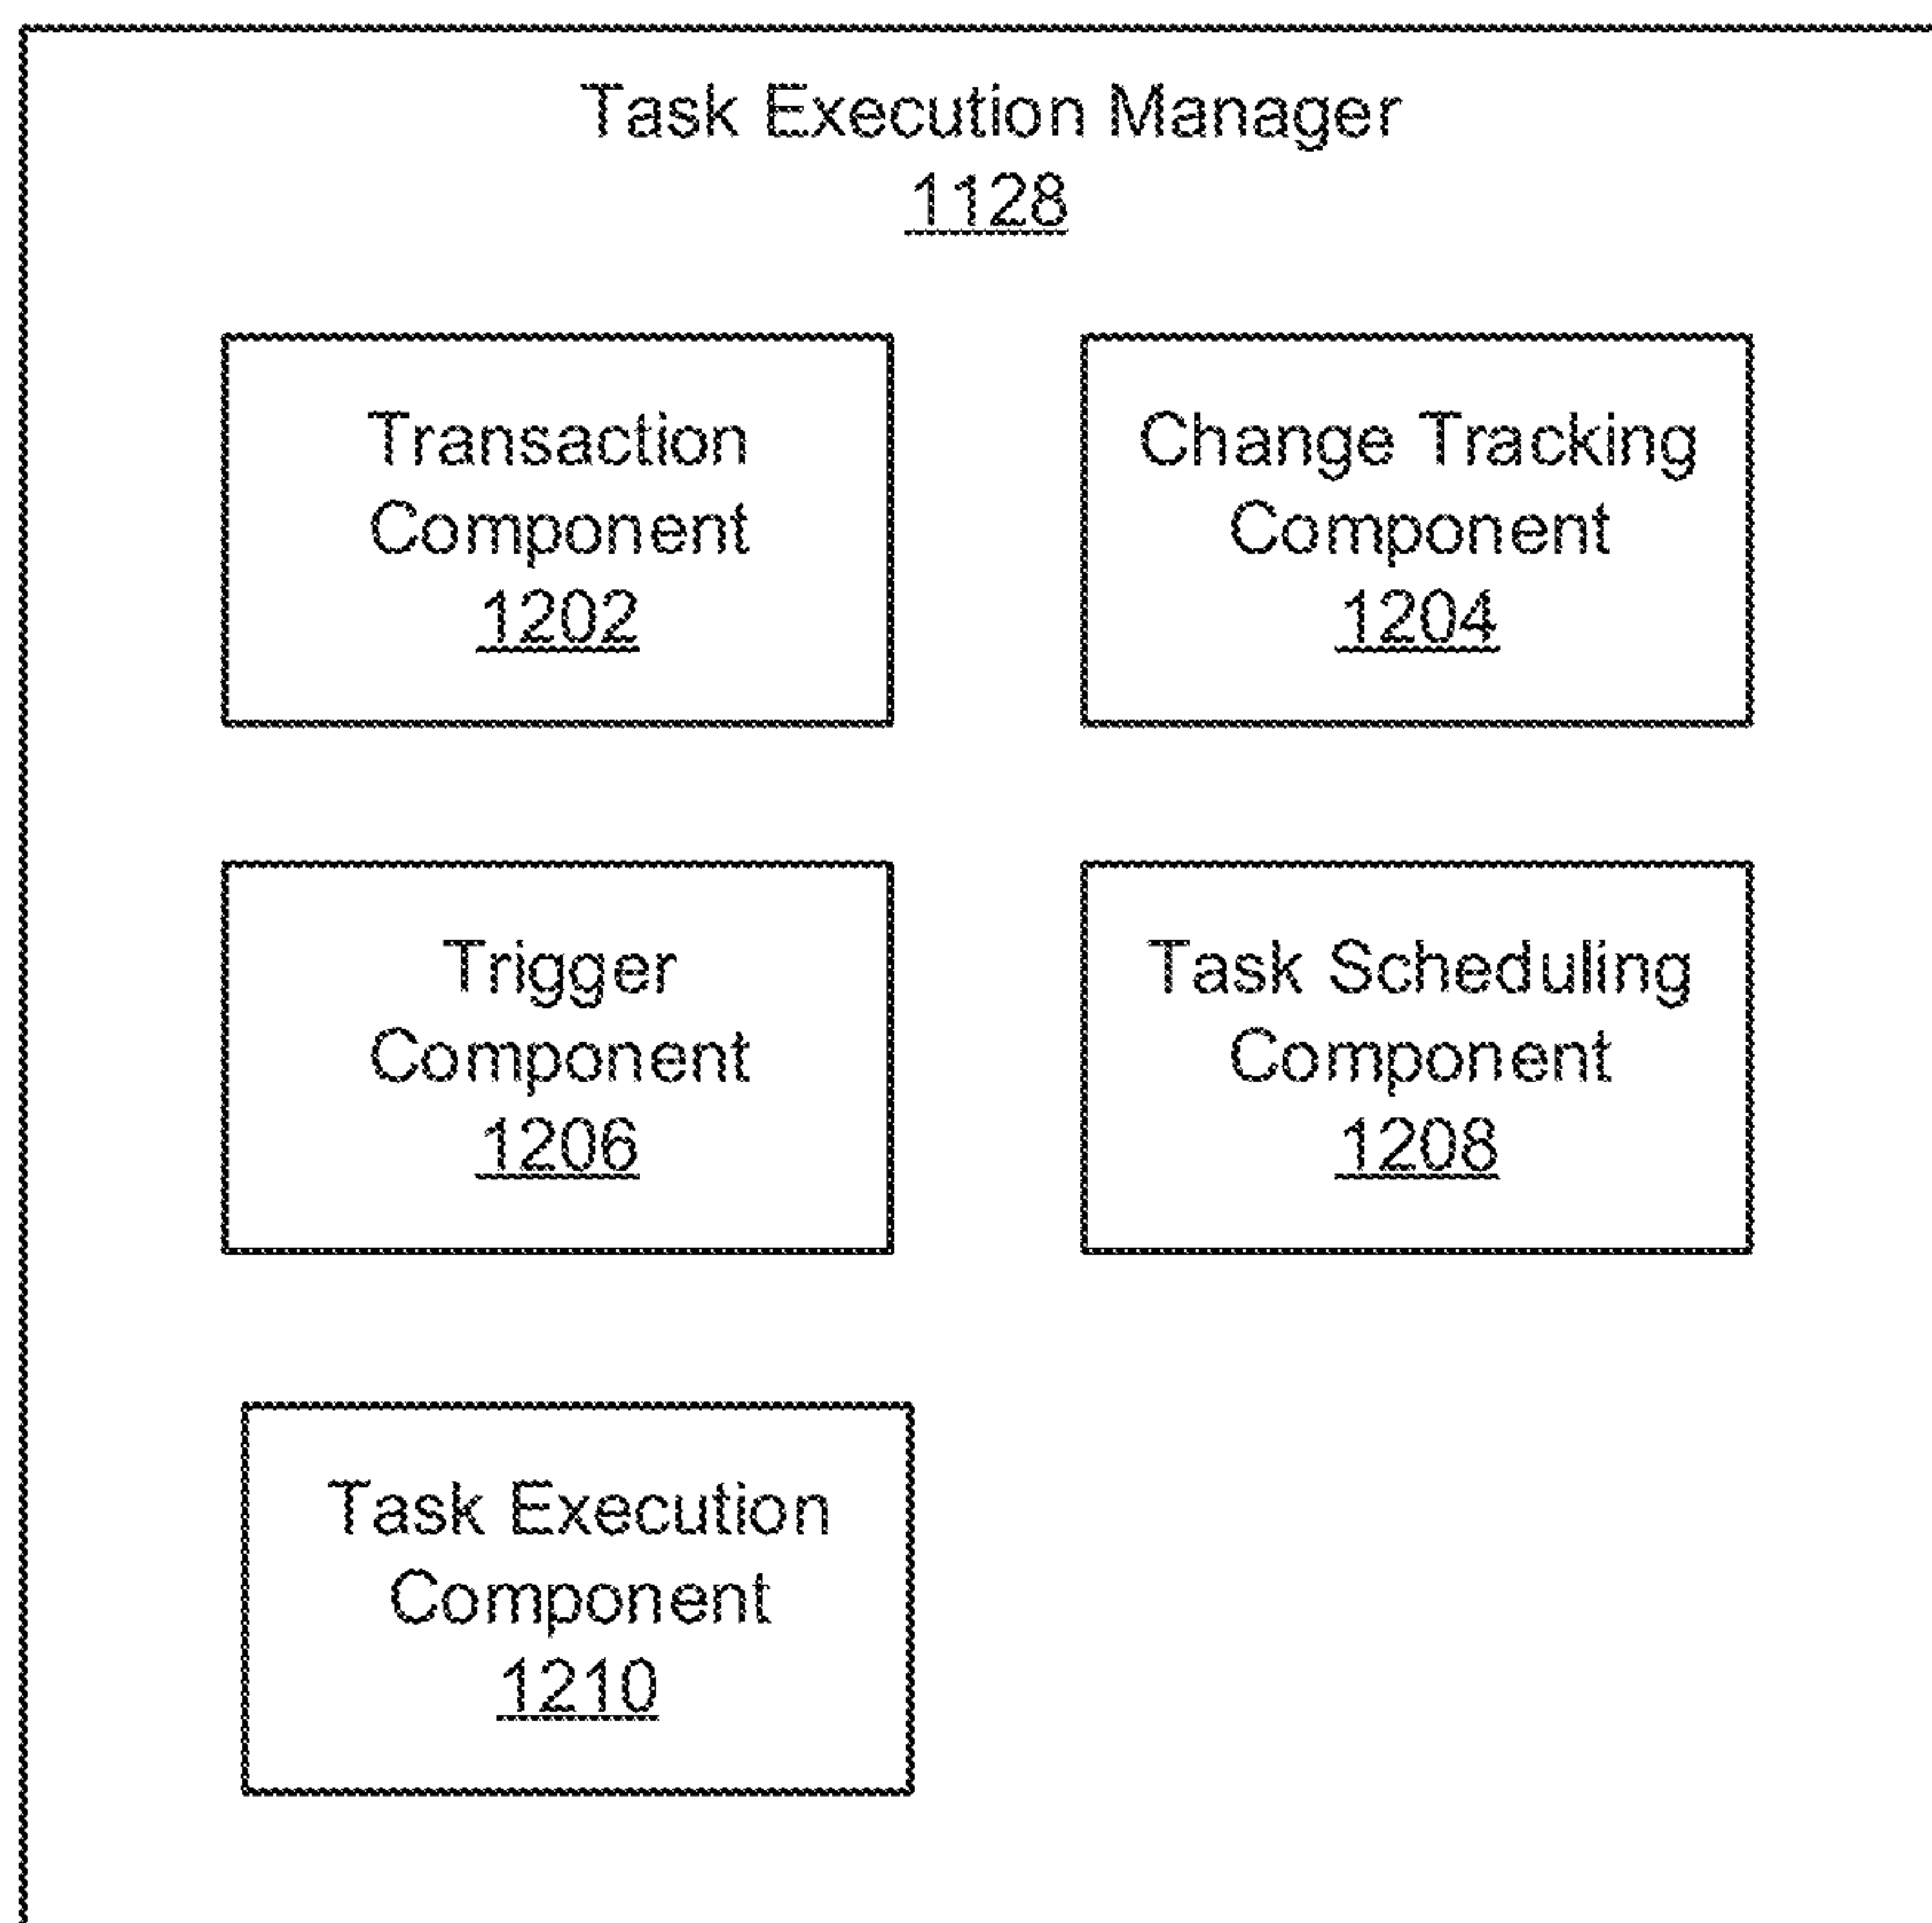 Task Execution Manager
1128
Transaction
Component
1202
Change Tracking
Component
1204
Trigger
Component
1206
Task Scheduling
Component
1208
Task Execution
Component
1210